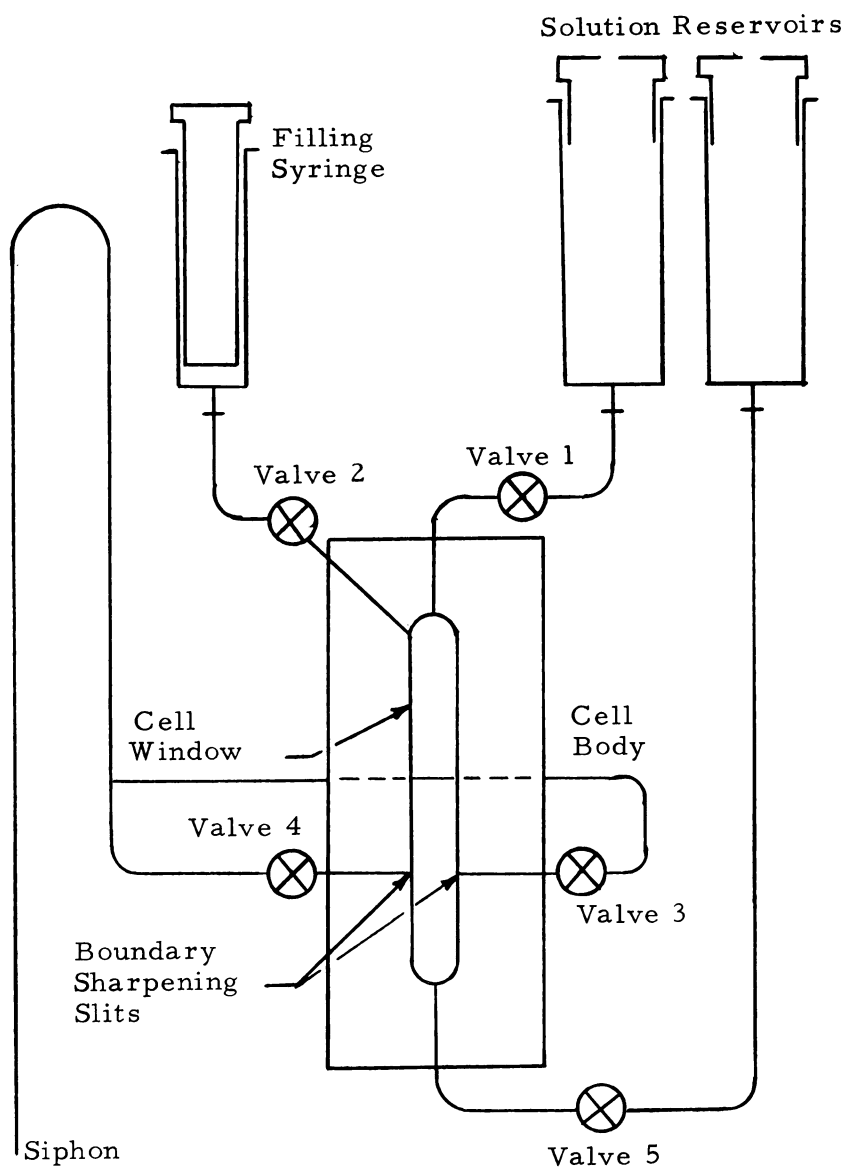 Solution Reservoirs
Filling
Syringe
Valve 2
Valve 1
Cell
Window
Cell
Body
Valve 4
Valve 3
Boundary
Sharpening
Slits
Siphon
Valve 5